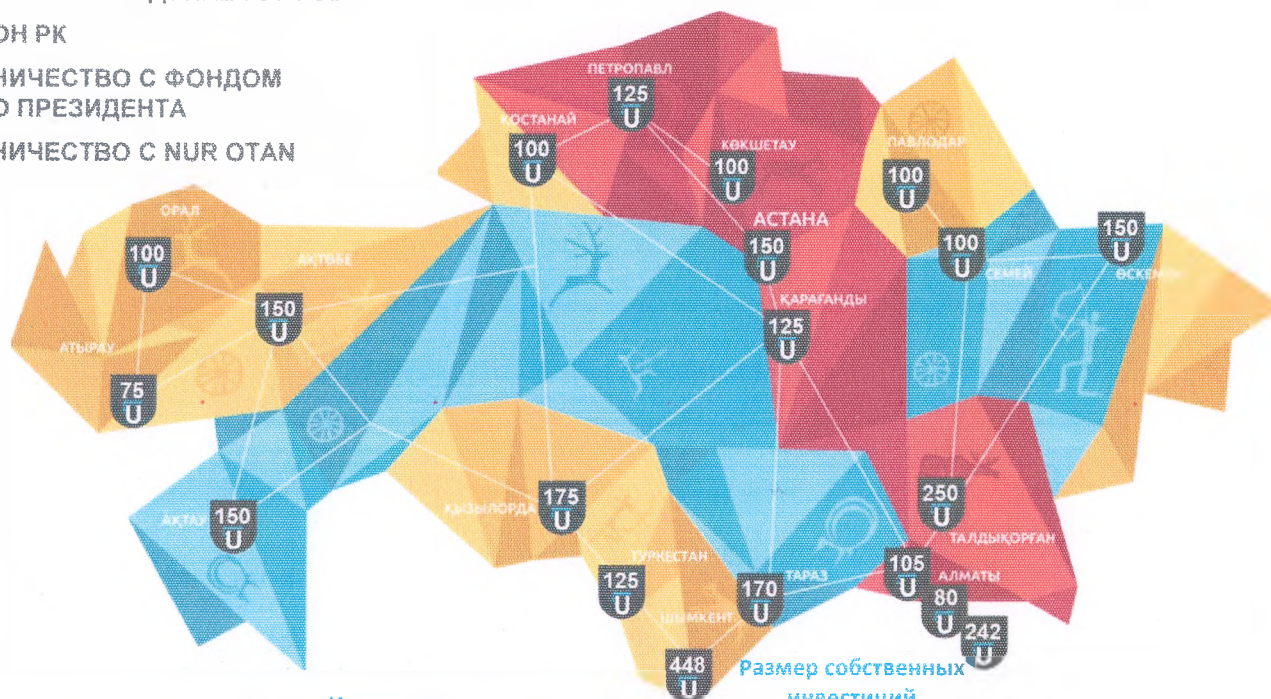 ОН РК
НИЧЕСТВО С ФОНДОМ
О ПРЕЗИДЕНТА
НИЧЕСТВО С NUR OTAN
ПЕТРОПАВЛ
125
U
ҚОСТАНАЙ
100
U
КӨКШЕТАУ
100
U
ПАВЛОДАР
100
U
АСТАНА
150
U
100
U
СЕМЕЙ
150
U
ӨСКЕМЕН
ОРАЛ
100
U
АҚТӨБЕ
150
U
ҚАРАҒАНДЫ
125
U
АТЫРАУ
75
U
АҚТАУ
150
U
ҚЫЗЫЛОРДА
175
U
250
U
ТАЛДЫҚОРҒАН
ТУРКЕСТАН
125
U
170
U
ТАРАЗ
105
U
АЛМАТЫ
80
U
ШЫМКЕНТ
448
U
242
U
Размер собственных
инвестиций